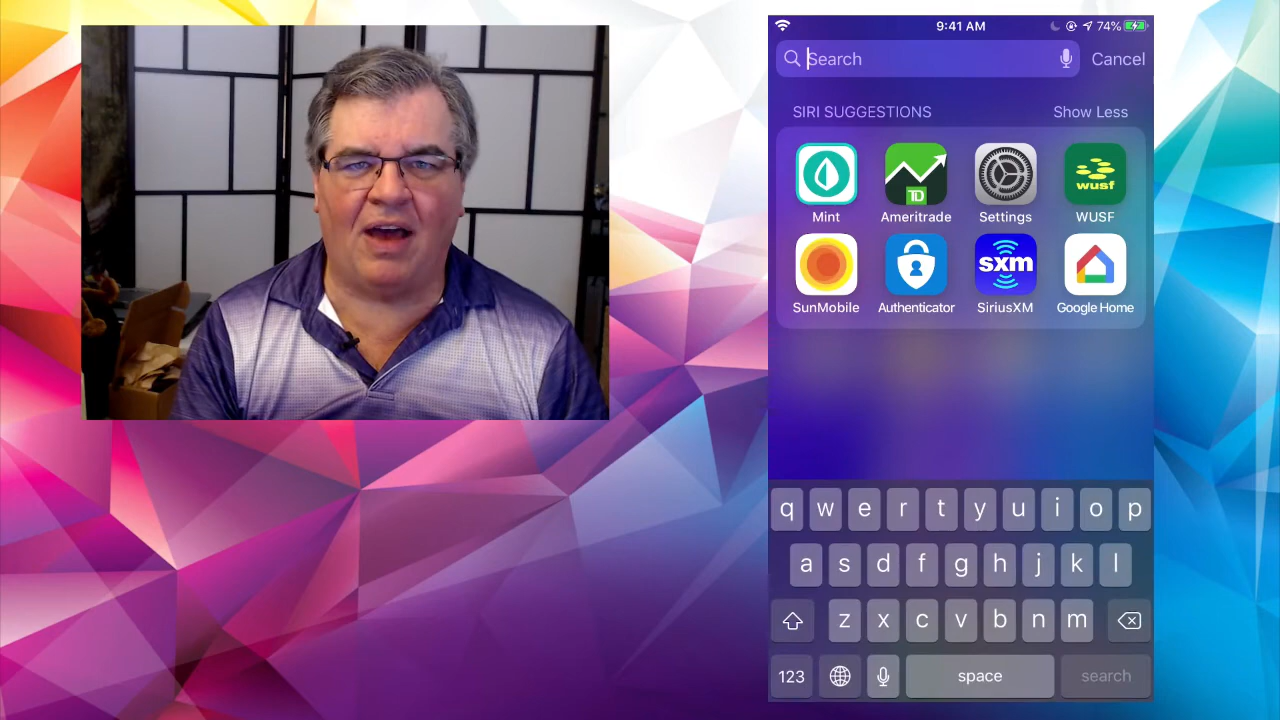 9:41 AM
74%
Search
Cancel
SIRI SUGGESTIONS
Show Less
TD
wusf
Mint
Ameritrade
Settings
WUSF
sxm
SunMobile
Authenticator
SiriusXM
Google Home
q w e r t y u i o p
a s d f g h j k l
z x c v b n m
123
space
search